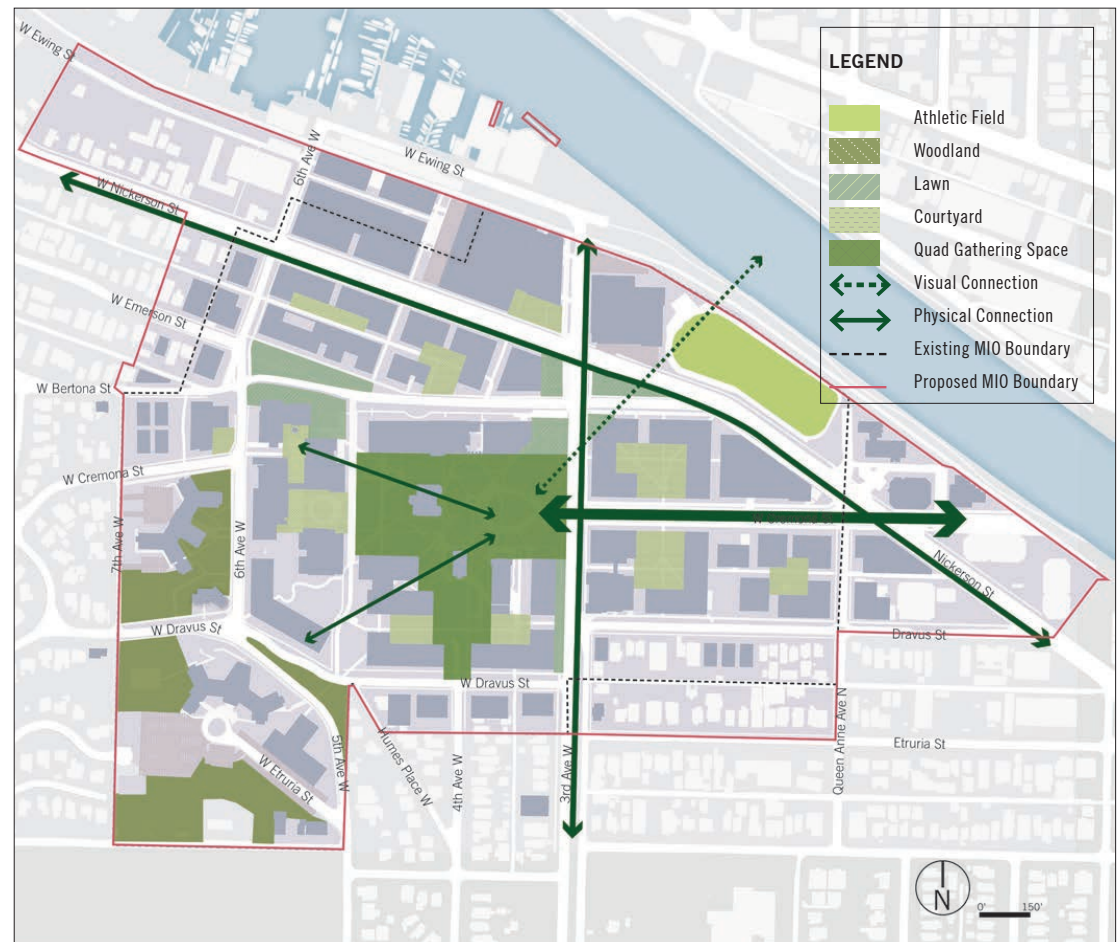 LEGEND
Athletic Field
Woodland
Lawn
Courtyard
Quad Gathering Space
Visual Connection
Physical Connection
Existing MIO Boundary
Proposed MIO Boundary
W Ewing St
6th Ave W
W Ewing St
W Nickerson St
W Emerson St
W Bertona St
W Cremona St
W Cremona St
7th Ave W
6th Ave W
Nickerson St
W Dravus St
Dravus St
W Dravus St
W Etruria St
5th Ave W
Humes Place W
4th Ave W
3rd Ave W
Queen Anne Ave N
Etruria St
N
0' 150'